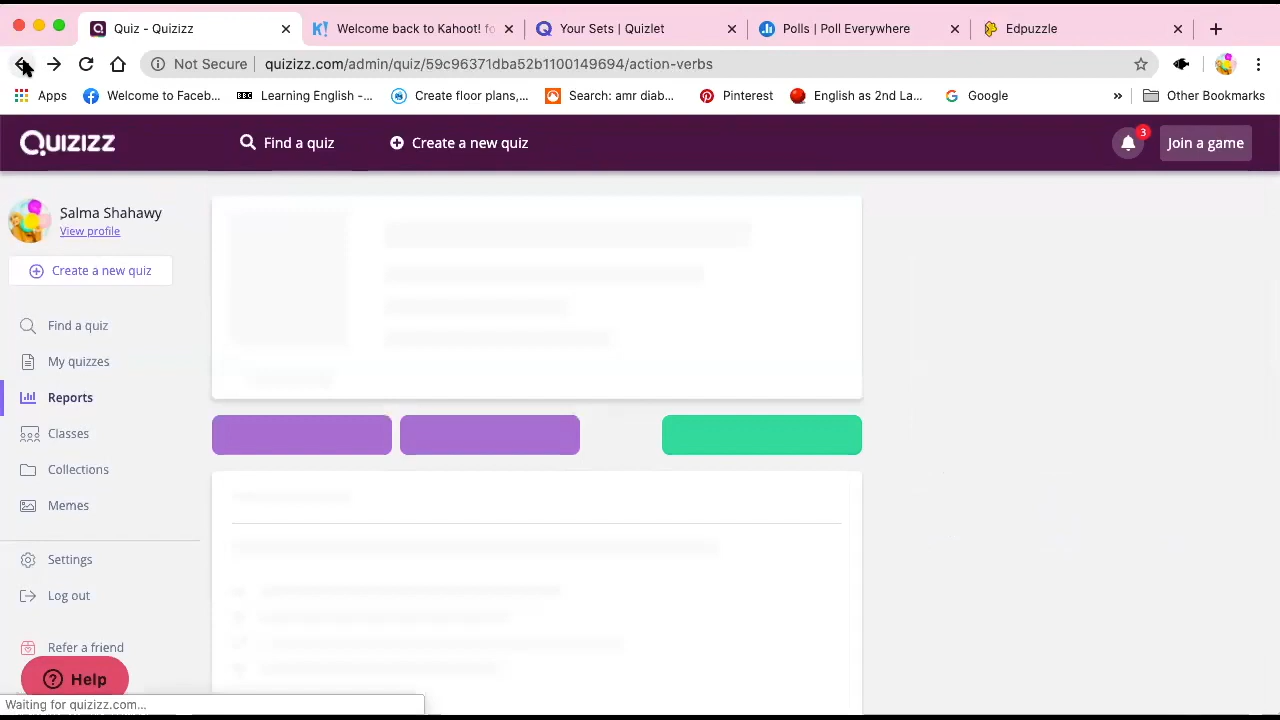 Quiz - Quizizz
Welcome back to Kahoot! fo
Your Sets | Quizlet
Polls | Poll Everywhere
Edpuzzle
Not Secure
quizizz.com/admin/quiz/59c96371dba52b1100149694/action-verbs
Apps
Welcome to Faceb...
Learning English -...
Create floor plans,...
Search: amr diab...
Pinterest
English as 2nd La...
Google
»
Other Bookmarks
Quizizz
Find a quiz
Create a new quiz
3
Join a game
Salma Shahawy
View profile
Create a new quiz
Find a quiz
My quizzes
Reports
Classes
Collections
Memes
Settings
Log out
Refer a friend
Help
Waiting for quizizz.com...